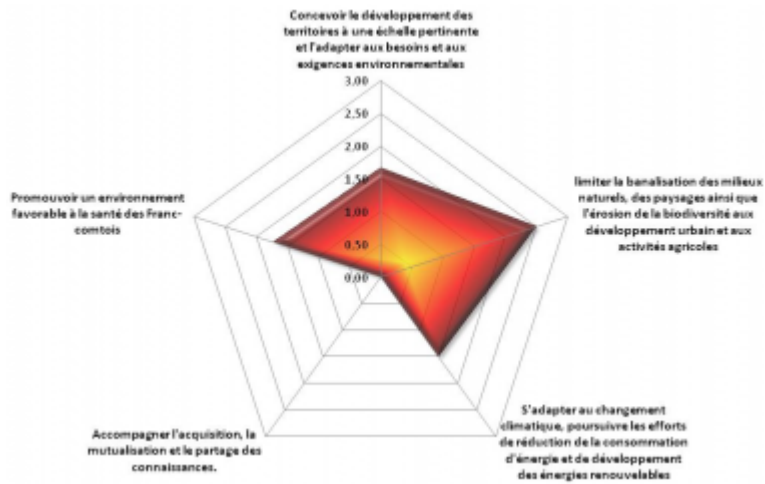 Concevoir le développement des
territoires à une échelle pertinente
et l'adapter aux besoins et aux
exigences environnementales
3,00
2,50
2,00
1,50
1,00
0,50
0,00
limiter la banalisation des milieux
naturels, des paysages ainsi que
l'érosion de la biodiversité aux
développement urbain et aux
activités agricoles
S'adapter au changement
climatique, poursuivre les efforts
de réduction de la consommation
d'énergie et de développement
des énergies renouvelables
Accompagner l'acquisition, la
mutualisation et le partage des
connaissances.
Promouvoir un environnement
favorable à la santé des Franc-
comtois